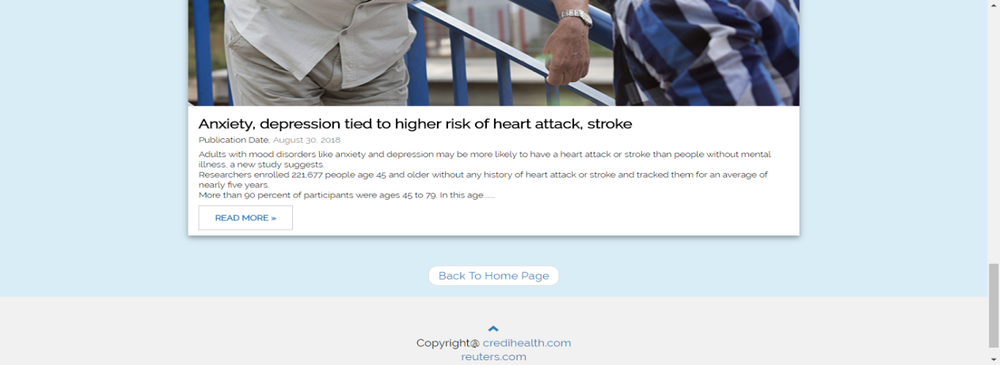 Anxiety, depression tied to higher risk of heart attack, stroke
Publication Date, August 30, 2018
Adults with mood disorders like anxiety and depression may be more likely to have a heart attack or stroke than people without mental
illness, a new study suggests.
Researchers enrolled 221,677 people age 45 and older without any history of heart attack or stroke and tracked them for an average of
nearly five years.
More than 90 percent of participants were ages 45 to 79. In this age.......
READ MORE »
Back To Home Page
Copyright@ credihealth.com
reuters.com